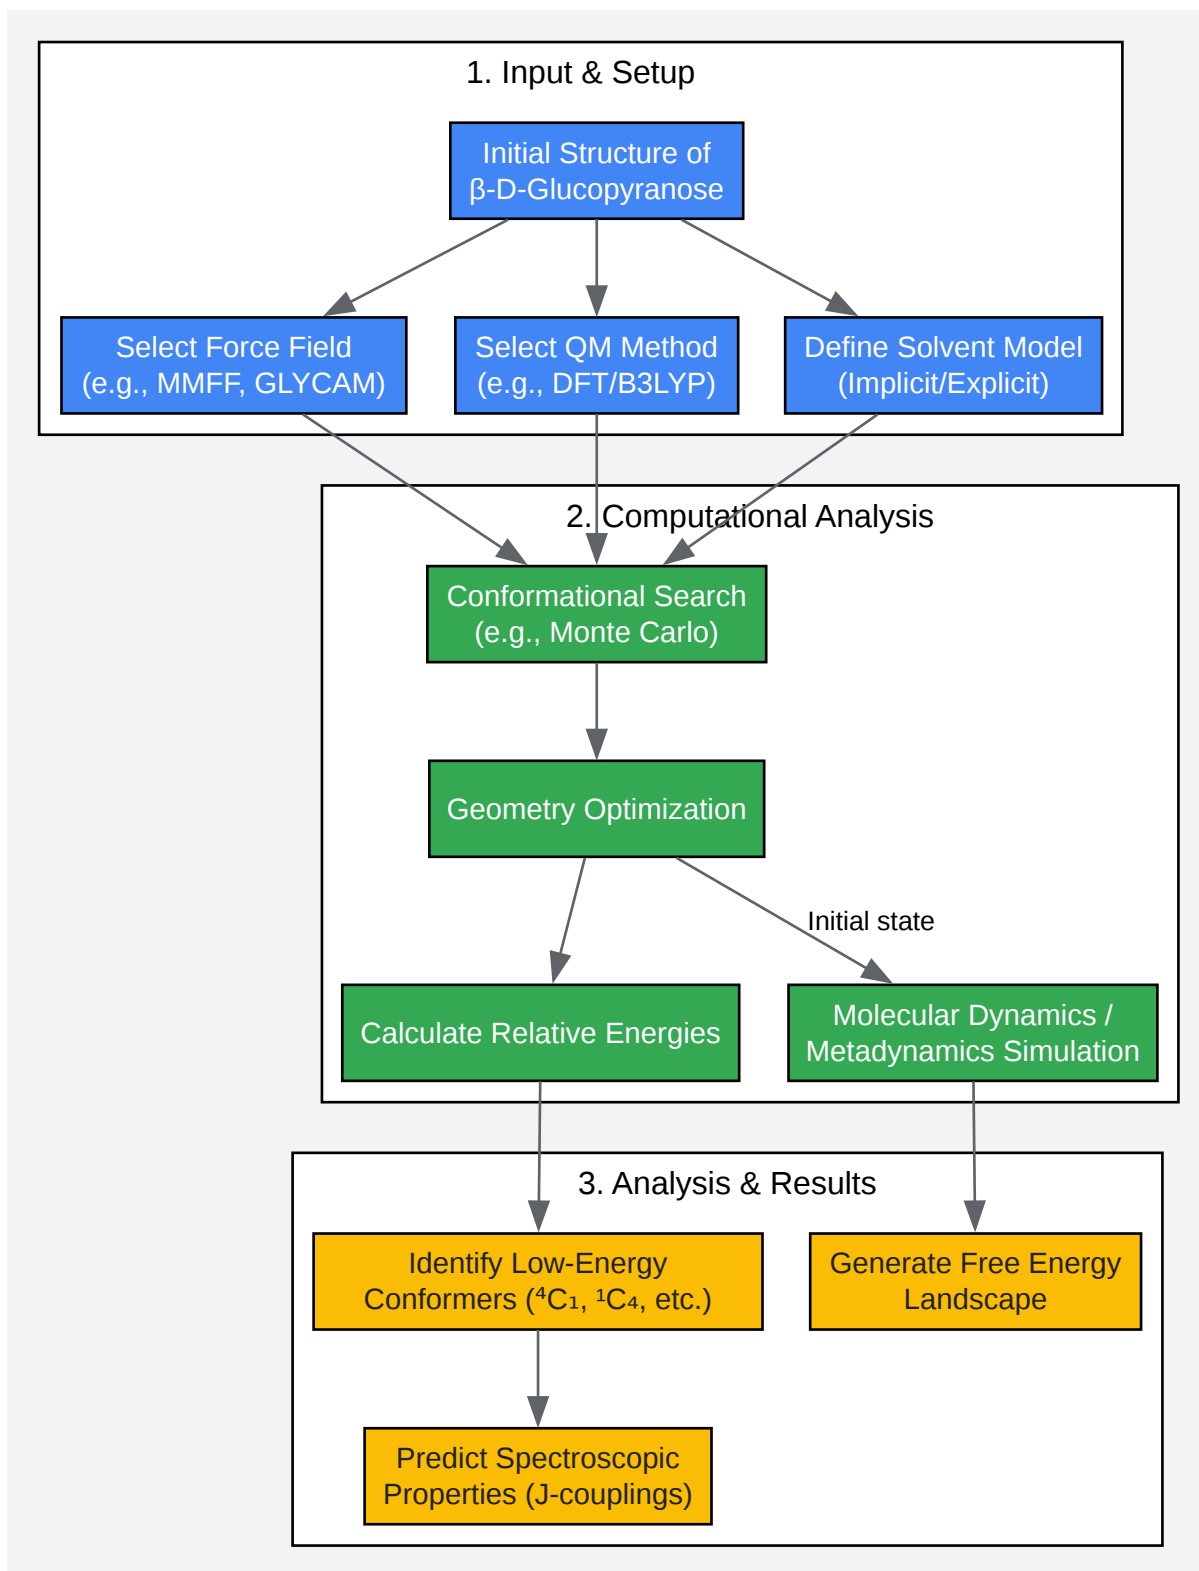 1. Input & Setup
Initial Structure of
β-D-Glucopyranose
Select Force Field
(e.g., MMFF, GLYCAM)
Select QM Method
(e.g., DFT/B3LYP)
Define Solvent Model
(Implicit/Explicit)
2. Computational Analysis
Conformational Search
(e.g., Monte Carlo)
Geometry Optimization
Initial state
Calculate Relative Energies
Molecular Dynamics /
Metadynamics Simulation
3. Analysis & Results
Identify Low-Energy
Conformers (⁴C₁, ¹C₄, etc.)
Generate Free Energy
Landscape
Predict Spectroscopic
Properties (J-couplings)